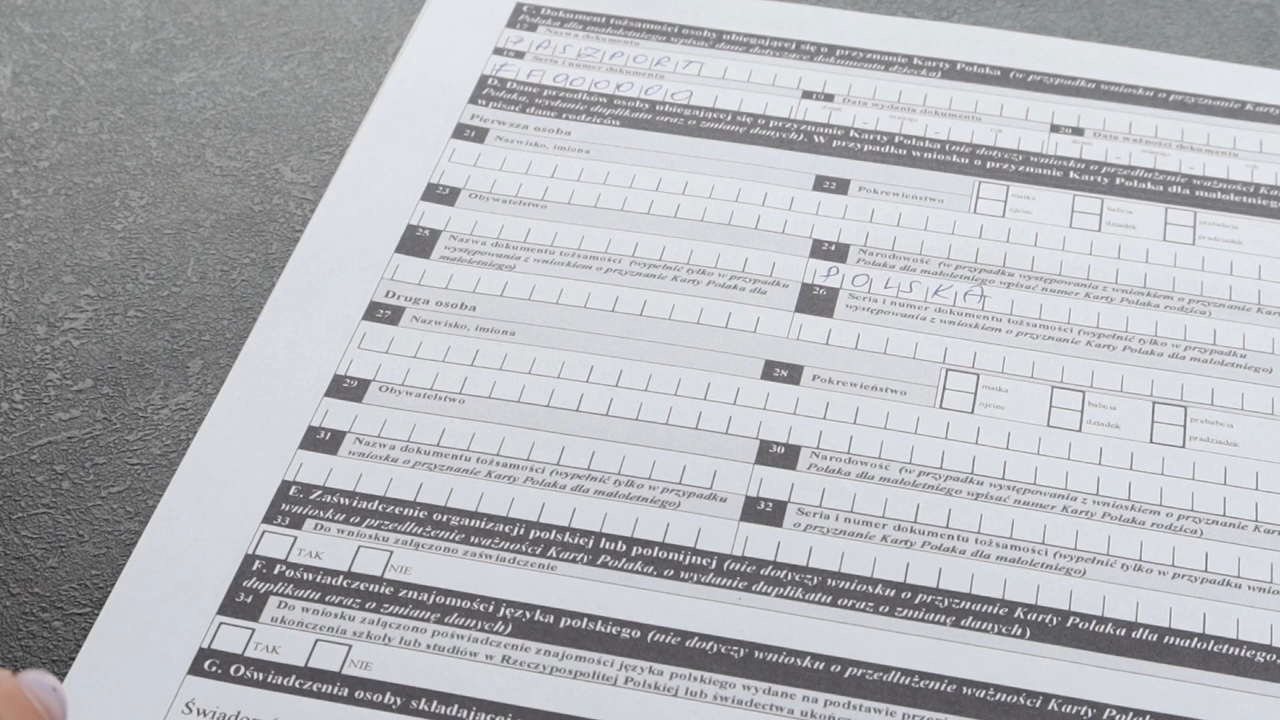 C. Dokument tożsamości osoby ubiegającej się o przyznanie Karty Polaka (w przypadku wniosku o przyznanie Karty
Polaka dla małoletniego wpisać dane dotyczące dokumentu dziecka)
17 Nazwa dokumentu
PASZPORT
18 Seria i numer dokumentu
19 Data wydania dokumentu
20 Data ważności dokumentu
D. Dane przodków osoby ubiegającej się o przyznanie Karty Polaka (nie dotyczy wniosku o przedłużenie ważności Karty
Polaka, wydanie duplikatu oraz o zmianę danych). W przypadku wniosku o przyznanie Karty Polaka dla małoletniego
wpisać dane rodziców
Pierwsza osoba
21 Nazwisko, imiona
22 Pokrewieństwo
matka
ojciec
babcia
dziadek
prababcia
pradziadek
23 Obywatelstwo
24 Narodowość (w przypadku występowania z wnioskiem o przyznanie Karty
Polaka dla małoletniego wpisać numer Karty Polaka rodzica)
POLSKA
25 Nazwa dokumentu tożsamości (wypełnić tylko w przypadku
występowania z wnioskiem o przyznanie Karty Polaka dla
małoletniego)
26 Seria i numer dokumentu tożsamości (wypełnić tylko w przypadku
występowania z wnioskiem o przyznanie Karty Polaka dla małoletniego)
Druga osoba
27 Nazwisko, imiona
28 Pokrewieństwo
matka
ojciec
babcia
dziadek
prababcia
pradziadek
29 Obywatelstwo
30 Narodowość (w przypadku występowania z wnioskiem o przyznanie
Polaka dla małoletniego wpisać numer Karty Polaka rodzica)
31 Nazwa dokumentu tożsamości (wypełnić tylko w przypadku
wniosku o przyznanie Karty Polaka dla małoletniego)
32 Seria i numer dokumentu tożsamości (wypełnić tylko w przypadku
o przyznanie Karty Polaka dla małoletniego)
E. Zaświadczenie organizacji polskiej lub polonijnej (nie dotyczy wniosku o przyznanie Karty Polaka dla małoletniego,
wniosku o przedłużenie ważności Karty Polaka, o wydanie duplikatu oraz o zmianę danych)
33 Do wniosku załączono zaświadczenie
TAK
NIE
F. Poświadczenie znajomości języka polskiego (nie dotyczy wniosku o przedłużenie ważności Karty Polaka,
duplikatu oraz o zmianę danych)
34 Do wniosku załączono poświadczenie znajomości języka polskiego wydane na podstawie
ukończenia szkoły lub studiów w Rzeczypospolitej Polskiej lub świadectwa
TAK
NIE
G. Oświadczenia osoby składającej